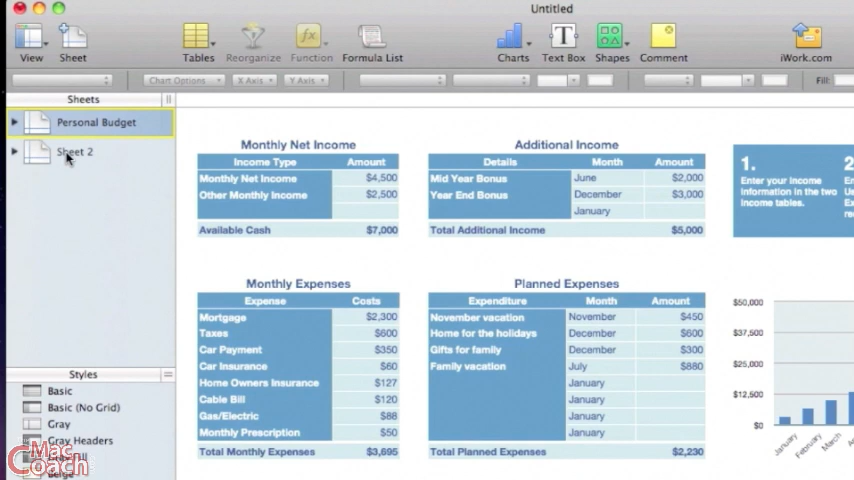 Untitled
View Sheet Tables Reorganize Function Formula List Charts Text Box Shapes Comment iWork.com
Chart Options X Axis Y Axis Fill:
Sheets
Personal Budget
Sheet 2
Styles
Basic
Basic (No Grid)
Gray
Gray Headers
Gray Fill
Beige
Mac
Coach
Monthly Net Income
Income Type Amount
Monthly Net Income $4,500
Other Monthly Income $2,500
Available Cash $7,000
Additional Income
Details Month Amount
Mid Year Bonus June $2,000
Year End Bonus December $3,000
January
Total Additional Income $5,000
1.
Enter your income
information in the two
income tables.
2
Monthly Expenses
Expense Costs
Mortgage $2,300
Taxes $600
Car Payment $350
Car Insurance $60
Home Owners Insurance $127
Cable Bill $120
Gas/Electric $88
Monthly Prescription $50
Total Monthly Expenses $3,695
Planned Expenses
Expenditure Month Amount
November vacation November $450
Home for the holidays December $600
Gifts for family December $300
Family vacation July $880
January
January
January
January
Total Planned Expenses $2,230
$50,000
$37,500
$25,000
$12,500
$0
January
February
March